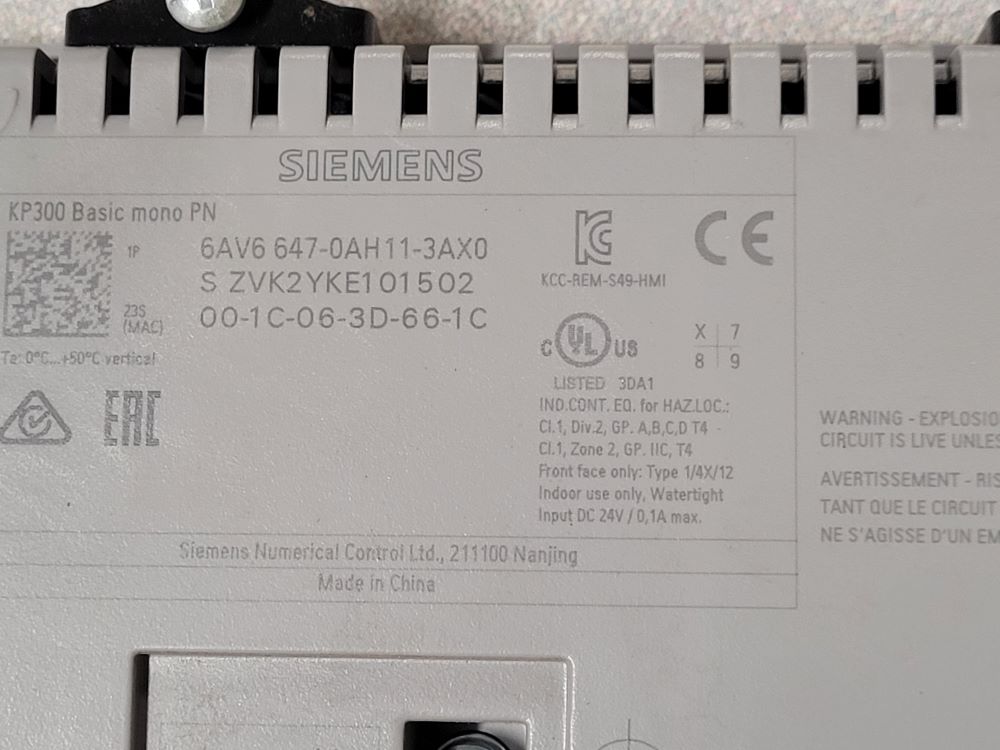 SIEMENS
KP300 Basic mono PN
1P 6AV6 647-0AH11-3AX0
S ZVK2YKE101502
23S (MAC) 00-1C-06-3D-66-1C
Ta: 0°C...+50°C vertical
EAC
KC
CE
KCC-REM-S49-HMI
C UL US
X 7
8 9
LISTED 3DA1
IND.CONT. EQ. for HAZ.LOC.:
Cl.1, Div.2, GP. A,B,C,D T4
Cl.1, Zone 2, GP. IIC, T4
Front face only: Type 1/4X/12
Indoor use only, Watertight
Input DC 24V / 0,1A max.
Siemens Numerical Control Ltd., 211100 Nanjing
Made in China
WARNING - EXPLOSIO
CIRCUIT IS LIVE UNLES
AVERTISSEMENT - RIS
TANT QUE LE CIRCUIT
NE S'AGISSE D'UN EM